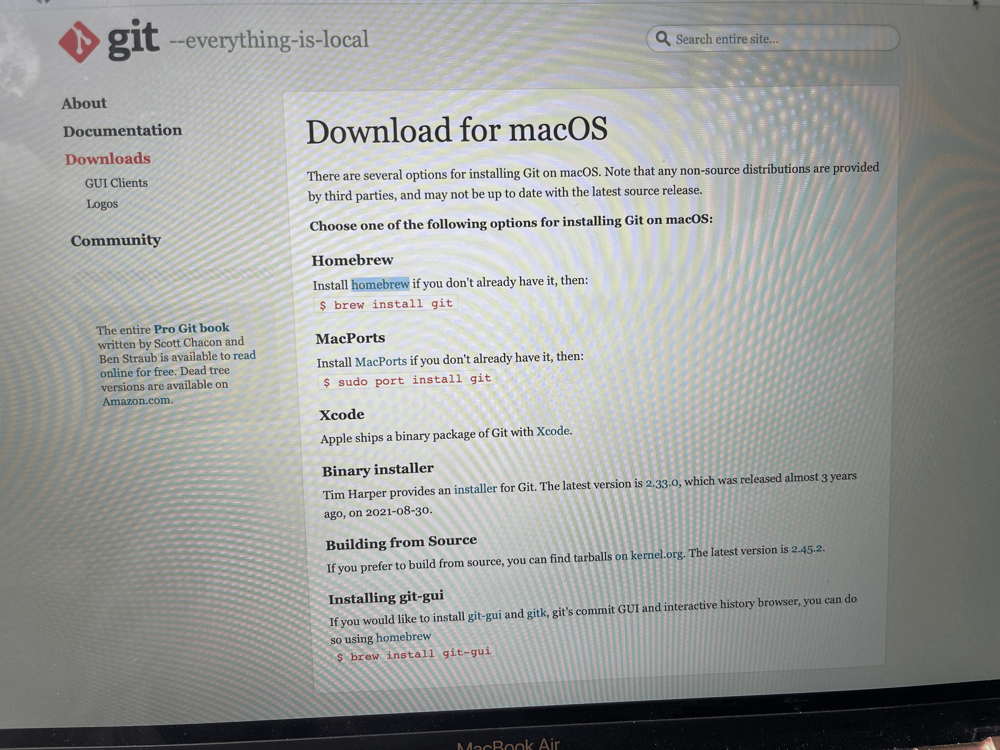 git --everything-is-local
Search entire site...
About
Documentation
Downloads
GUI Clients
Logos
Community
The entire Pro Git book
written by Scott Chacon and
Ben Straub is available to read
online for free. Dead tree
versions are available on
Amazon.com.
Download for macOS
There are several options for installing Git on macOS. Note that any non-source distributions are provided
by third parties, and may not be up to date with the latest source release.
Choose one of the following options for installing Git on macOS:
Homebrew
Install homebrew if you don't already have it, then:
$ brew install git
MacPorts
Install MacPorts if you don't already have it, then:
$ sudo port install git
Xcode
Apple ships a binary package of Git with Xcode.
Binary installer
Tim Harper provides an installer for Git. The latest version is 2.33.0, which was released almost 3 years
ago, on 2021-08-30.
Building from Source
If you prefer to build from source, you can find tarballs on kernel.org. The latest version is 2.45.2.
Installing git-gui
If you would like to install git-gui and gitk, git's commit GUI and interactive history browser, you can do
so using homebrew
$ brew install git-gui
MacBook Air